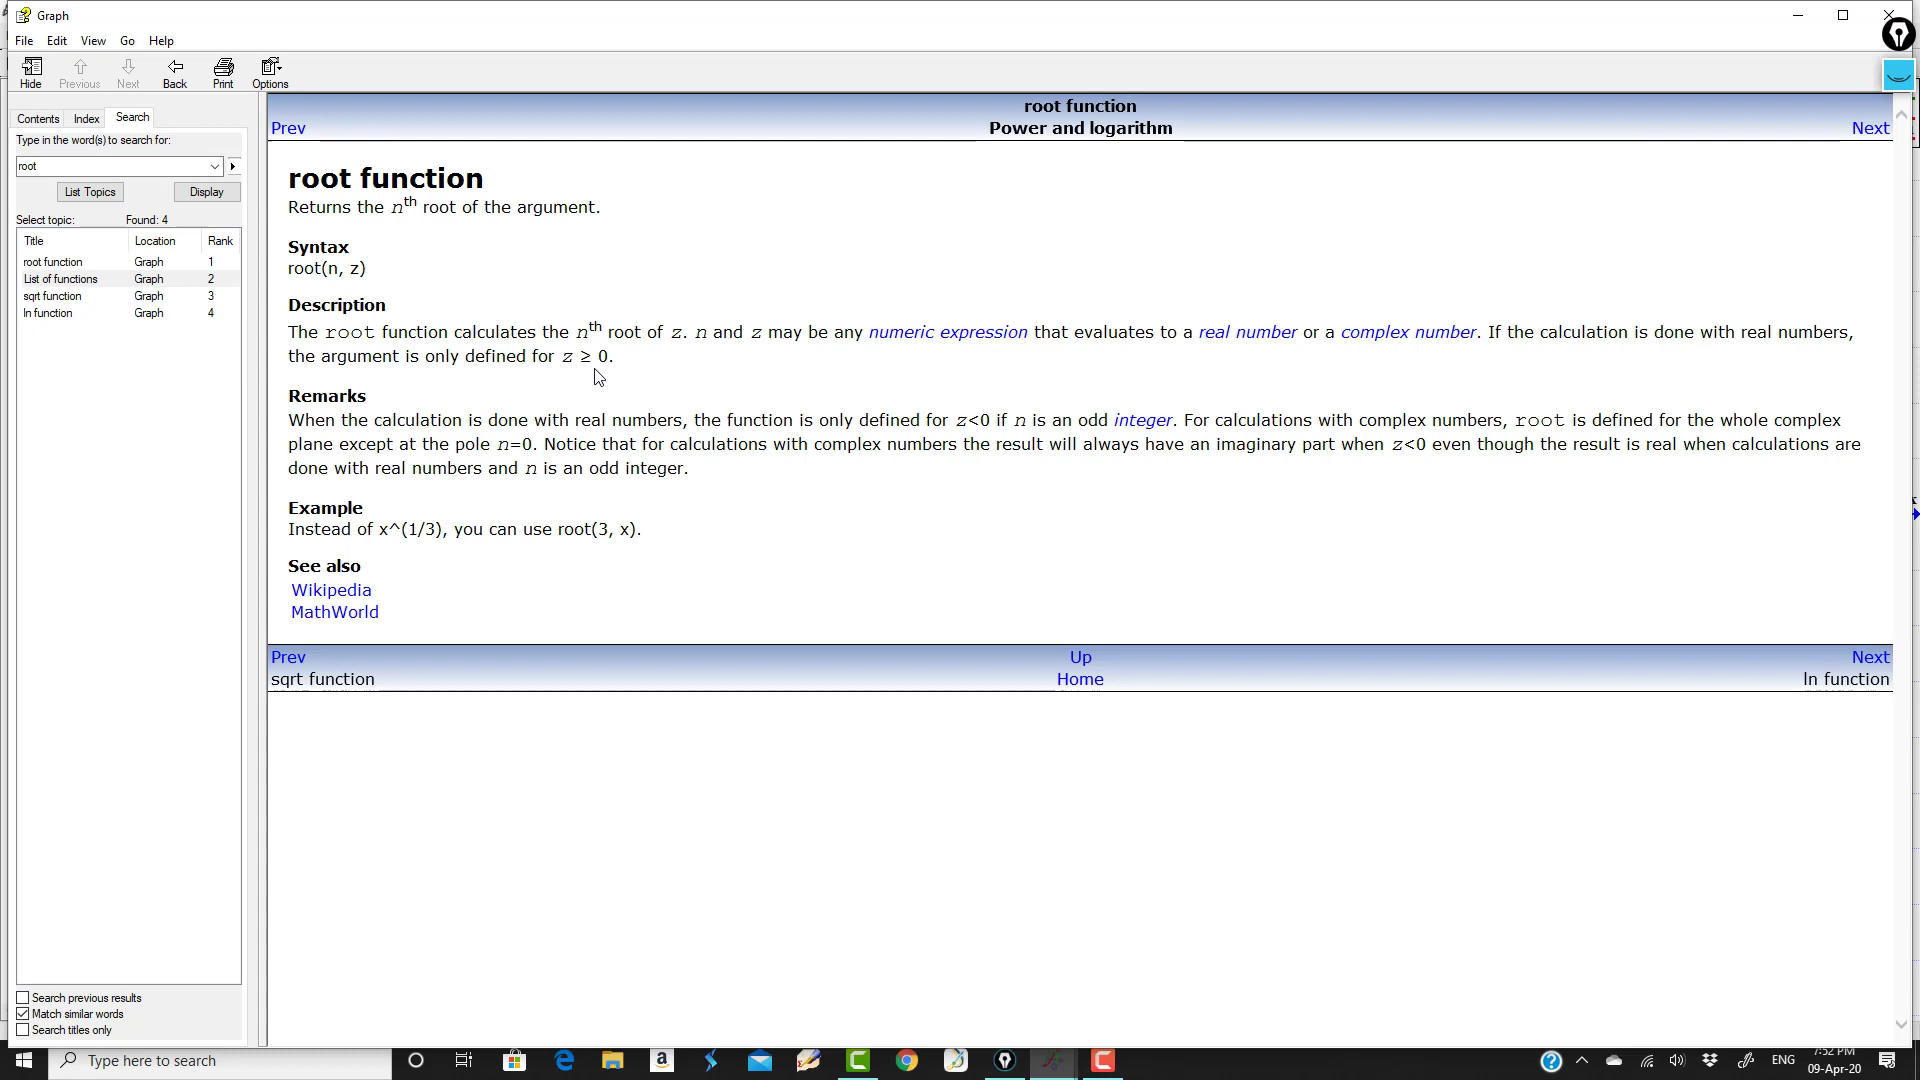 Graph
File Edit View Go Help
Hide Previous Next Back Print Options
Contents Index Search
Type in the word(s) to search for:
root
List Topics Display
Select topic: Found: 4
Title Location Rank
root function Graph 1
List of functions Graph 2
sqrt function Graph 3
ln function Graph 4
Search previous results
Match similar words
Search titles only
root function
Prev Power and logarithm Next
root function
Returns the nth root of the argument.
Syntax
root(n, z)
Description
The root function calculates the nth root of z. n and z may be any numeric expression that evaluates to a real number or a complex number. If the calculation is done with real numbers,
the argument is only defined for z ≥ 0.
Remarks
When the calculation is done with real numbers, the function is only defined for z<0 if n is an odd integer. For calculations with complex numbers, root is defined for the whole complex
plane except at the pole n=0. Notice that for calculations with complex numbers the result will always have an imaginary part when z<0 even though the result is real when calculations are
done with real numbers and n is an odd integer.
Example
Instead of x^(1/3), you can use root(3, x).
See also
Wikipedia
MathWorld
Prev Up Next
sqrt function Home ln function
Type here to search
ENG
7:52 PM
09-Apr-20